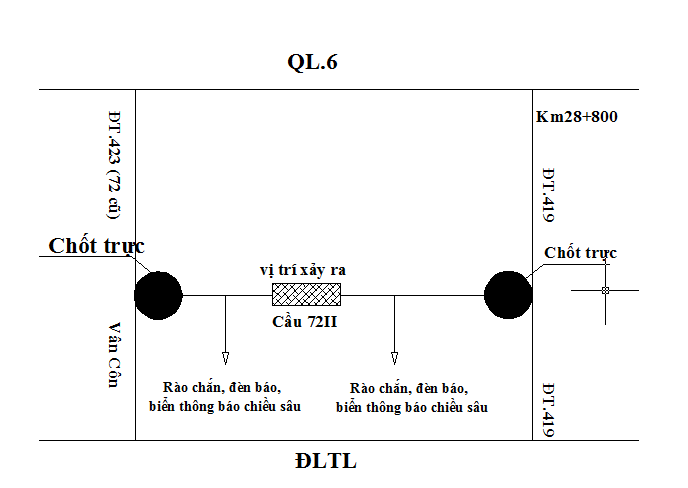 QL.6
Km28+800
ĐT.423 (72 cũ)
ĐT.419
Chốt trực
Chốt trực
vị trí xảy ra
Cầu 72II
Vân Côn
Rào chắn, đèn báo,
biển thông báo chiều sâu
Rào chắn, đèn báo,
biển thông báo chiều sâu
ĐT.419
ĐLTL